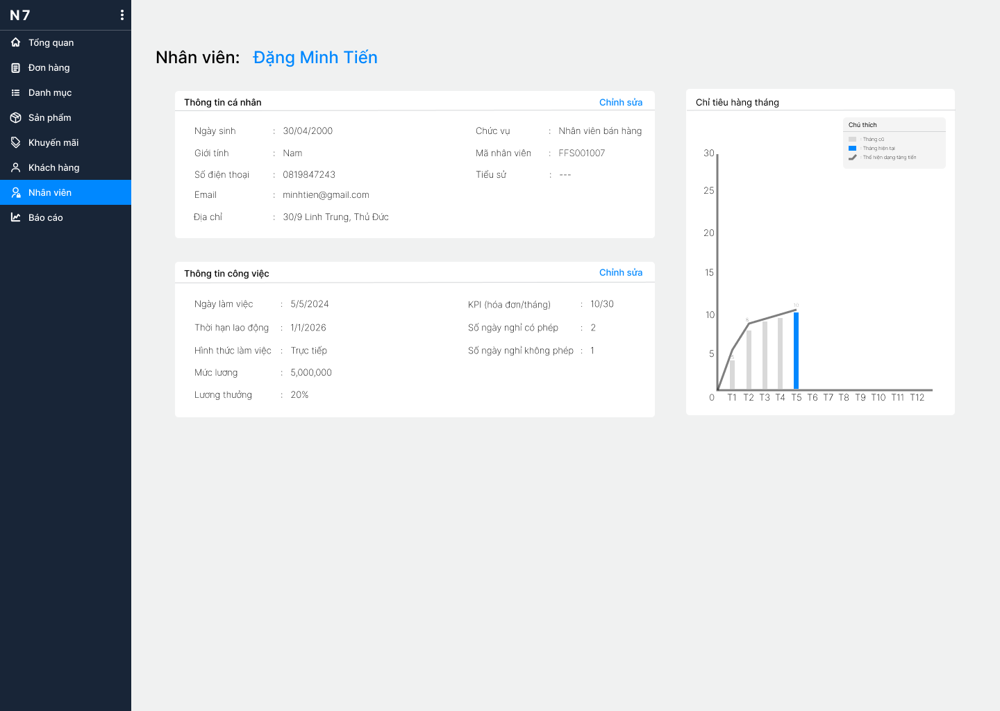 N7
Tổng quan
Đơn hàng
Danh mục
Sản phẩm
Khuyến mãi
Khách hàng
Nhân viên
Báo cáo
Nhân viên: Đặng Minh Tiến
Thông tin cá nhân Chỉnh sửa
Ngày sinh : 30/04/2000 Chức vụ : Nhân viên bán hàng
Giới tính : Nam Mã nhân viên : FFS001007
Số điện thoại : 0819847243 Tiểu sử : ---
Email : minhtien@gmail.com
Địa chỉ : 30/9 Linh Trung, Thủ Đức
Thông tin công việc Chỉnh sửa
Ngày làm việc : 5/5/2024 KPI (hóa đơn/tháng) : 10/30
Thời hạn lao động : 1/1/2026 Số ngày nghỉ có phép : 2
Hình thức làm việc : Trực tiếp Số ngày nghỉ không phép : 1
Mức lương : 5,000,000
Lương thưởng : 20%
Chỉ tiêu hàng tháng
Chú thích
: Tháng cũ
: Tháng hiện tại
: Thể hiện dạng tăng tiến
30
25
20
15
10
5
10
8
5
0 T1 T2 T3 T4 T5 T6 T7 T8 T9 T10 T11 T12